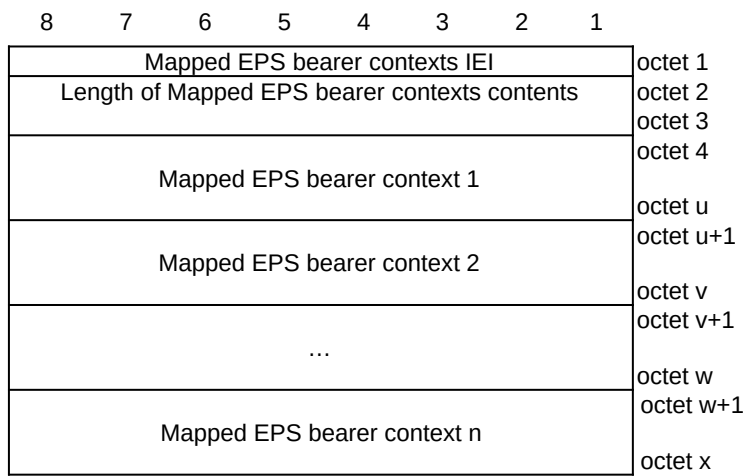 8 7 6 5 4 3 2 1
Mapped EPS bearer contexts IEI octet 1
Length of Mapped EPS bearer contexts contents octet 2
octet 3
octet 4
Mapped EPS bearer context 1
octet u
octet u+1
Mapped EPS bearer context 2
octet v
octet v+1
…
octet w
octet w+1
Mapped EPS bearer context n
octet x